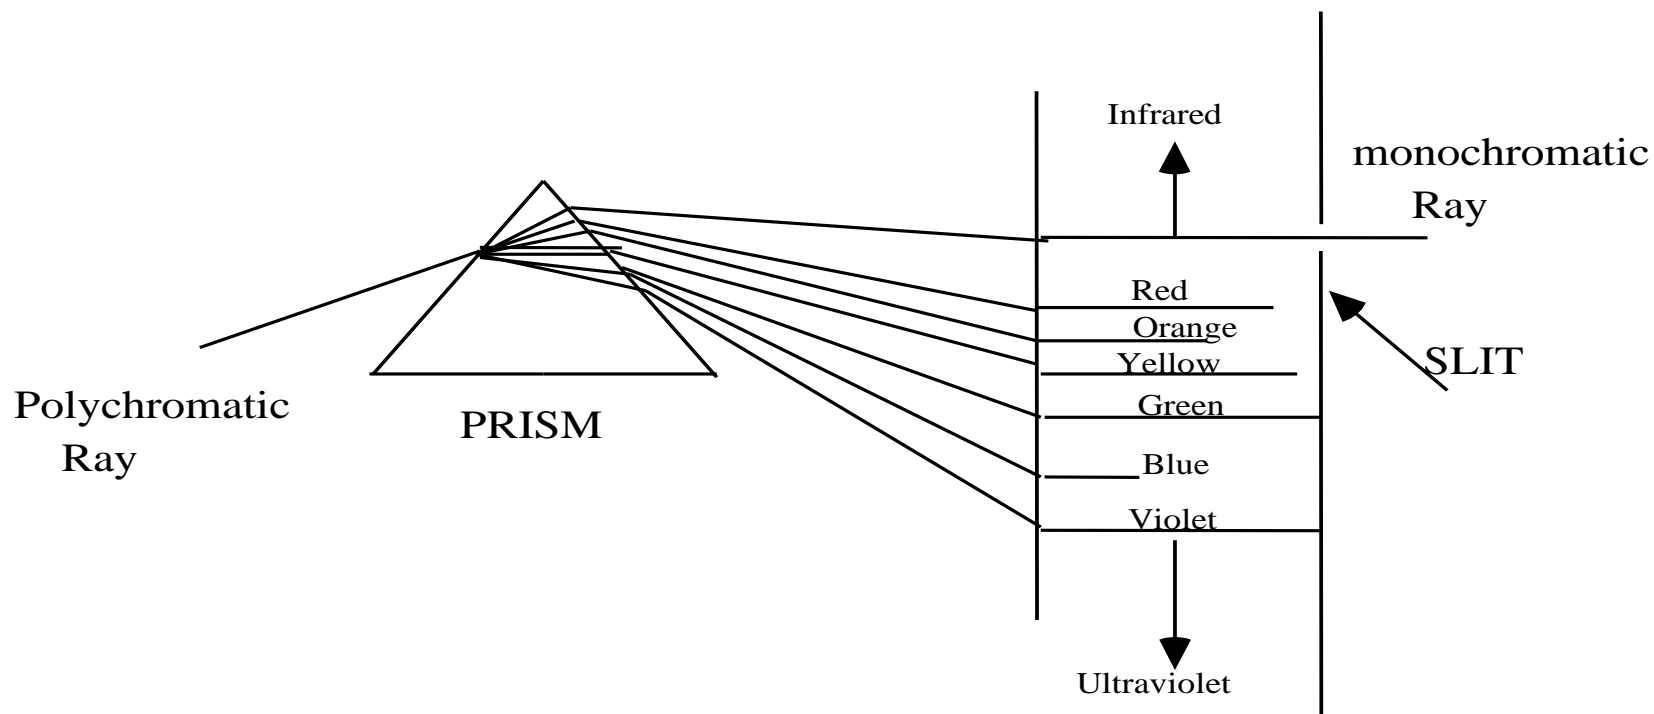 Infrared
monochromatic
Ray
Red
Orange
Yellow
SLIT
Green
Polychromatic
Ray
PRISM
Blue
Violet
Ultraviolet